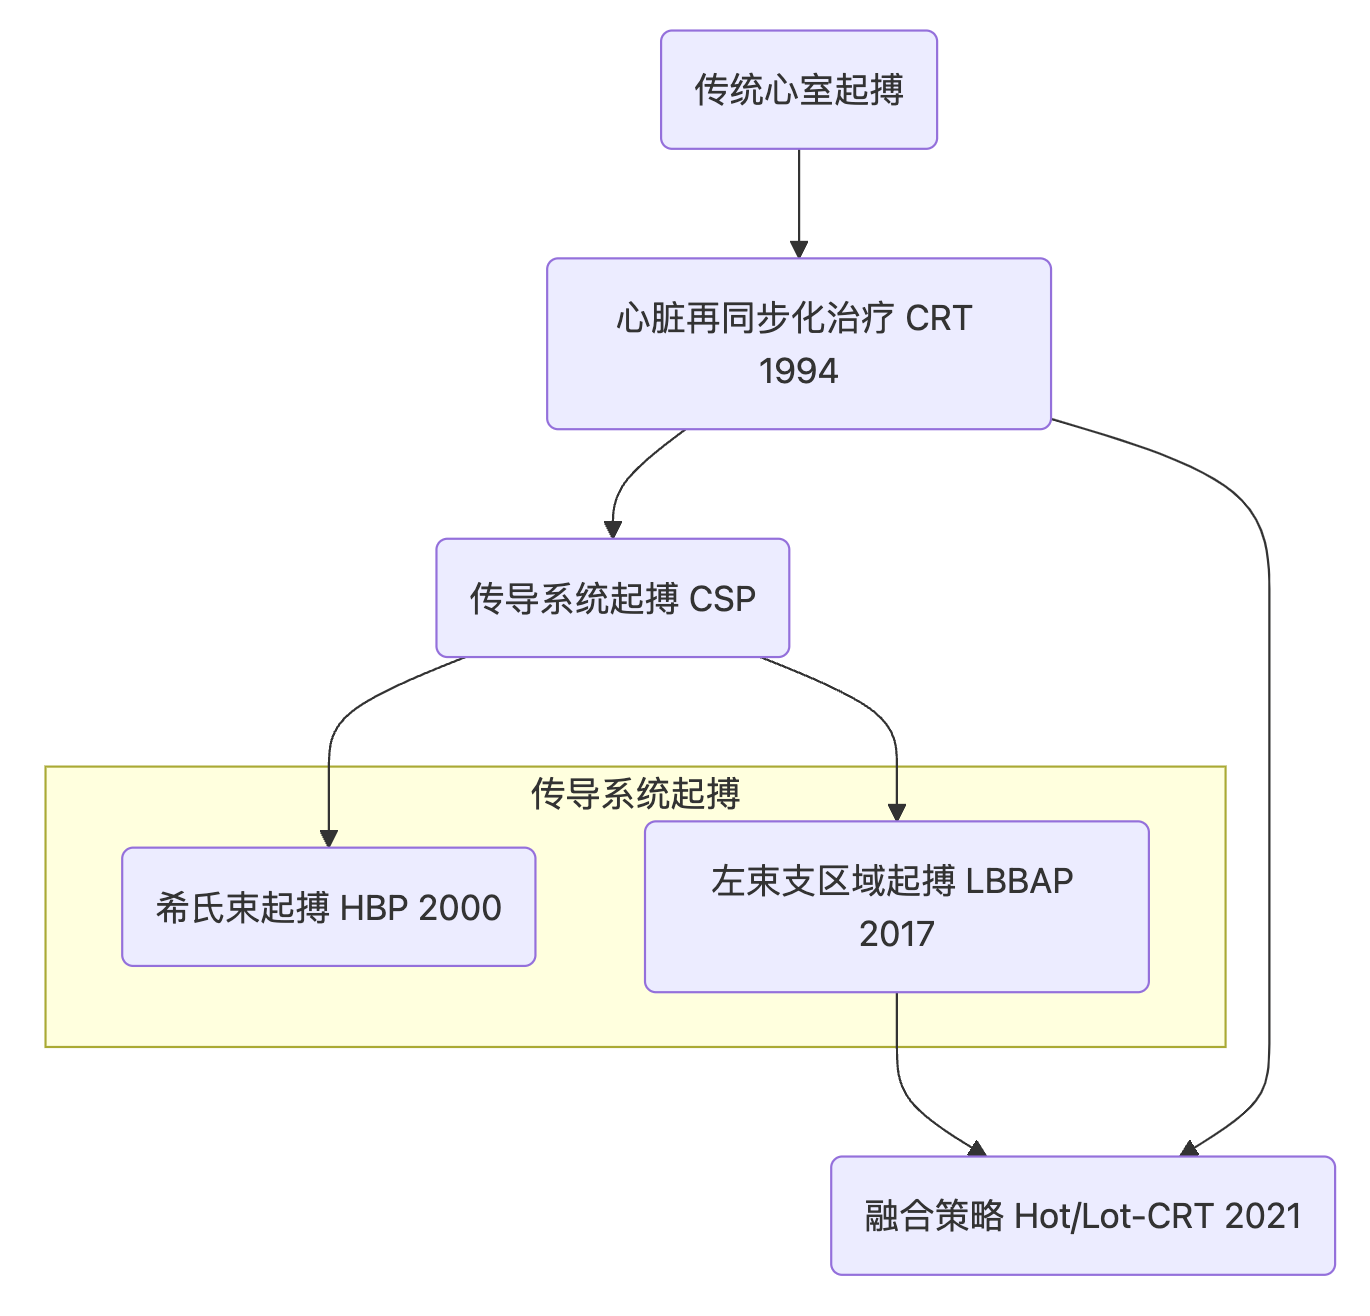 传统心室起搏
心脏再同步化治疗 CRT
1994
传导系统起搏 CSP
传导系统起搏
希氏束起搏 HBP 2000
左束支区域起搏 LBBAP
2017
融合策略 Hot/Lot-CRT 2021